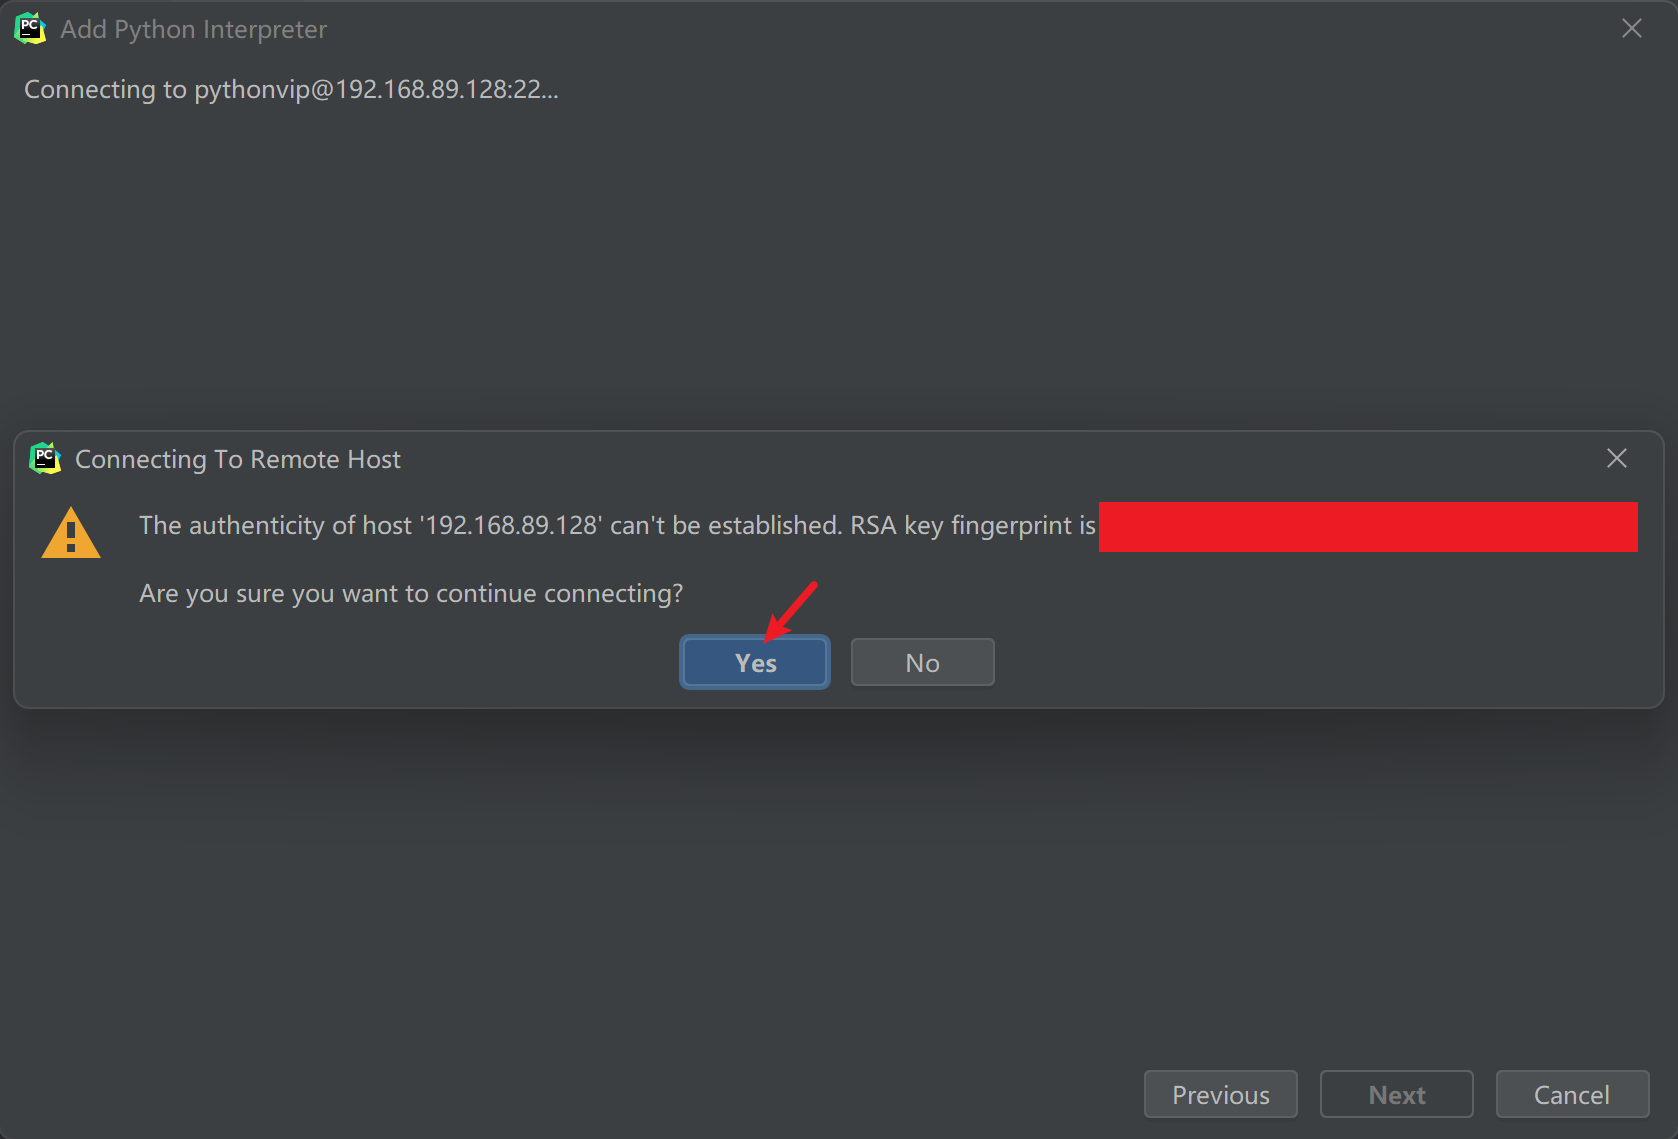 PC
Add Python Interpreter
Connecting to pythonvip@192.168.89.128:22...
PC
Connecting To Remote Host
The authenticity of host '192.168.89.128' can't be established. RSA key fingerprint is
Are you sure you want to continue connecting?
Yes
No
Previous
Next
Cancel